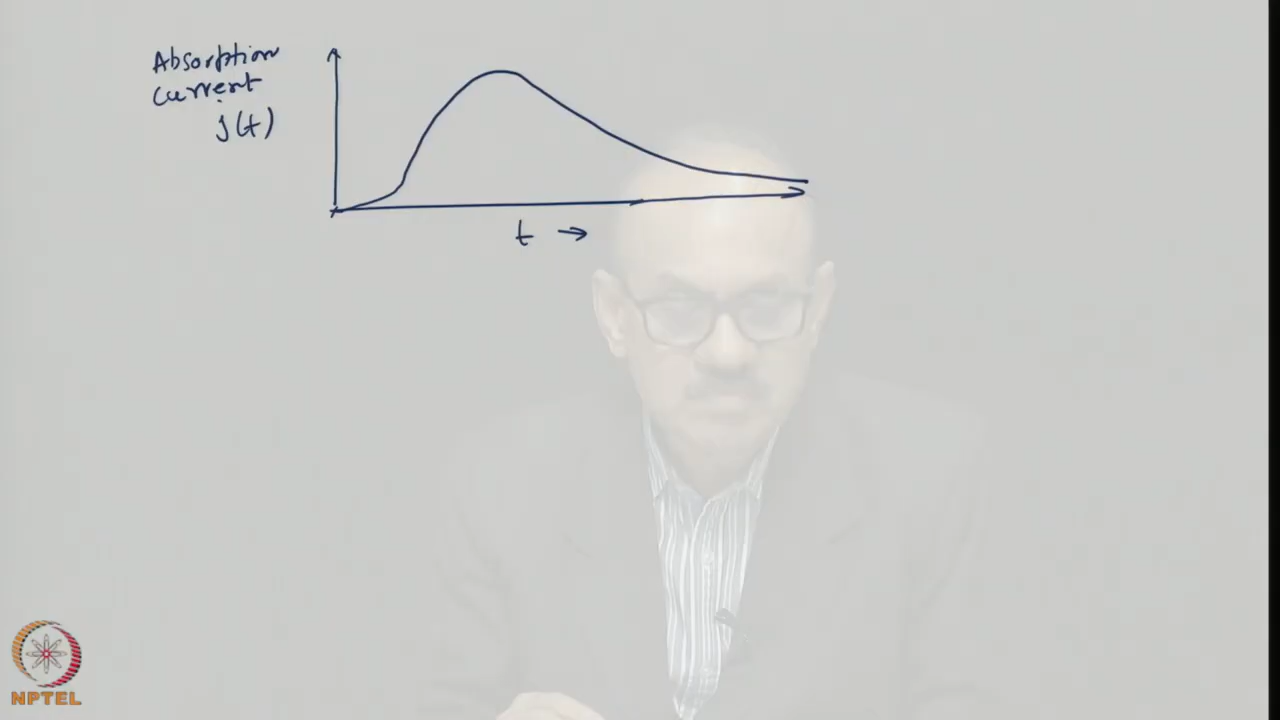 Absorption
current
j(t)
t →
NPTEL